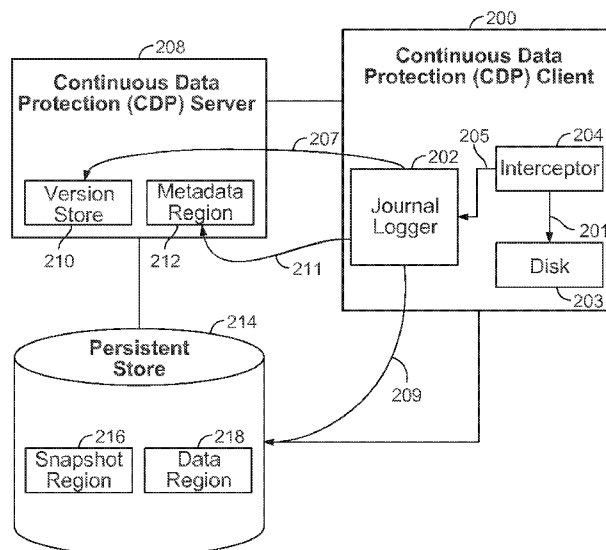 200
208
Continuous Data
Protection (CDP) Client
Continuous Data
Protection (CDP) Server
207
202
205
204
Interceptor
Version
Store
Metadata
Region
Journal
Logger
201
210
212
211
Disk
203
214
Persistent
Store
209
216
218
Snapshot
Region
Data
Region